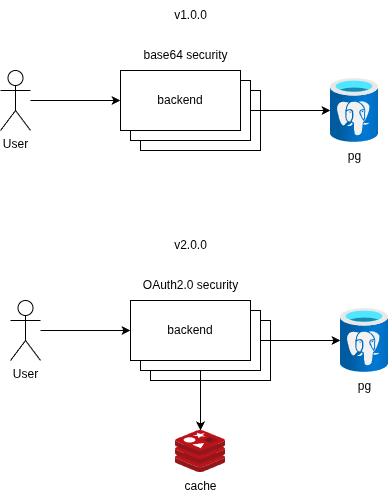 v1.0.0
base64 security
backend
User
pg
v2.0.0
OAuth2.0 security
backend
User
pg
cache